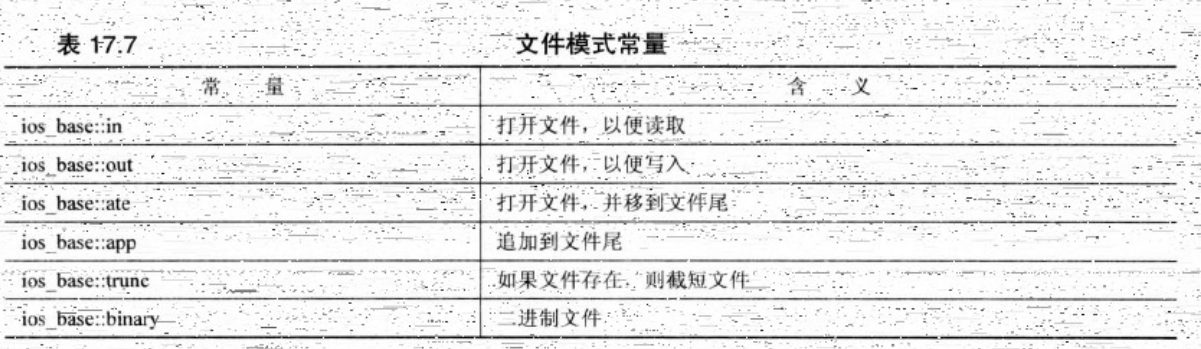 表 17.7 文件模式常量
常 量 含 义
ios_base::in 打开文件，以便读取
ios_base::out 打开文件，以便写入
ios_base::ate 打开文件，并移到文件尾
ios_base::app 追加到文件尾
ios_base::trunc 如果文件存在，则截短文件
ios_base::binary 二进制文件